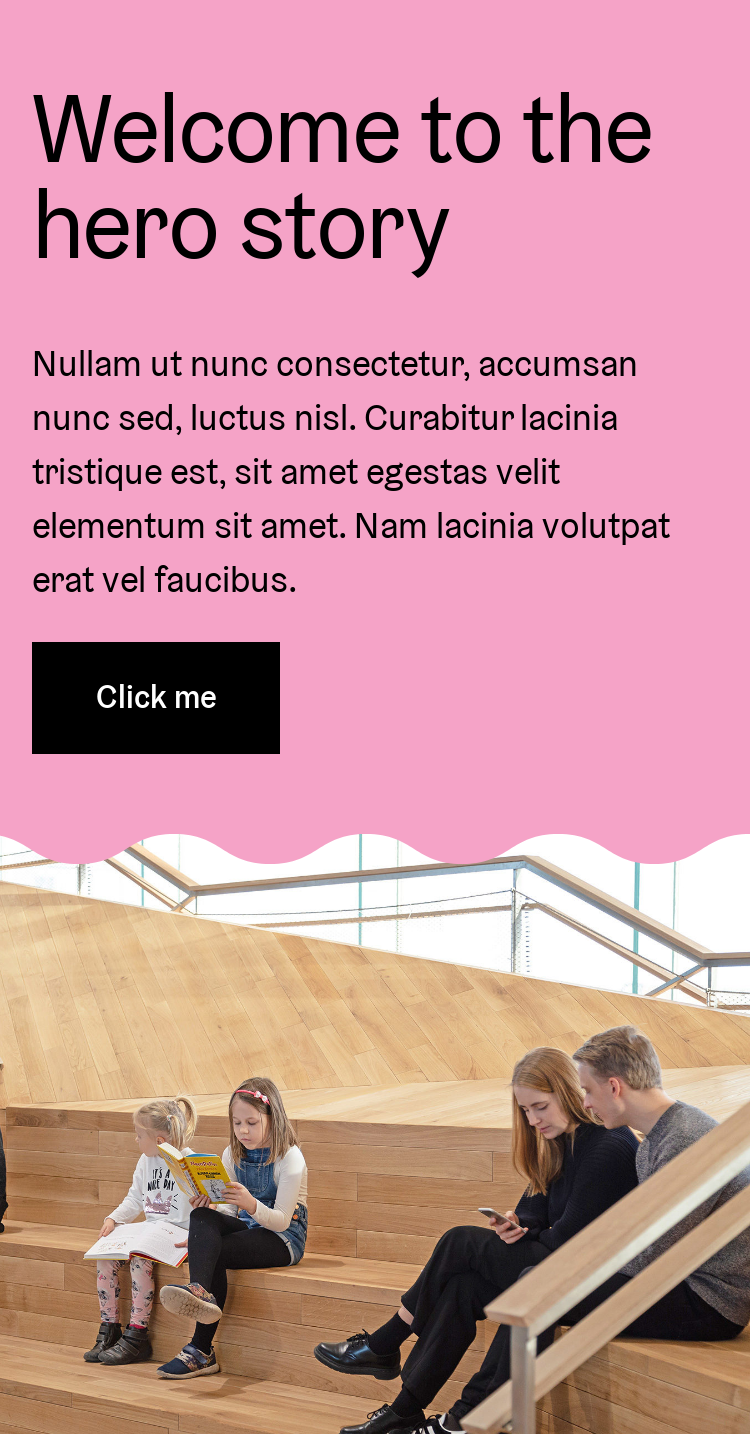 Welcome to the
hero story
Nullam ut nunc consectetur, accumsan
nunc sed, luctus nisl. Curabitur lacinia
tristique est, sit amet egestas velit
elementum sit amet. Nam lacinia volutpat
erat vel faucibus.
Click me
IT'S A
NICE DAY